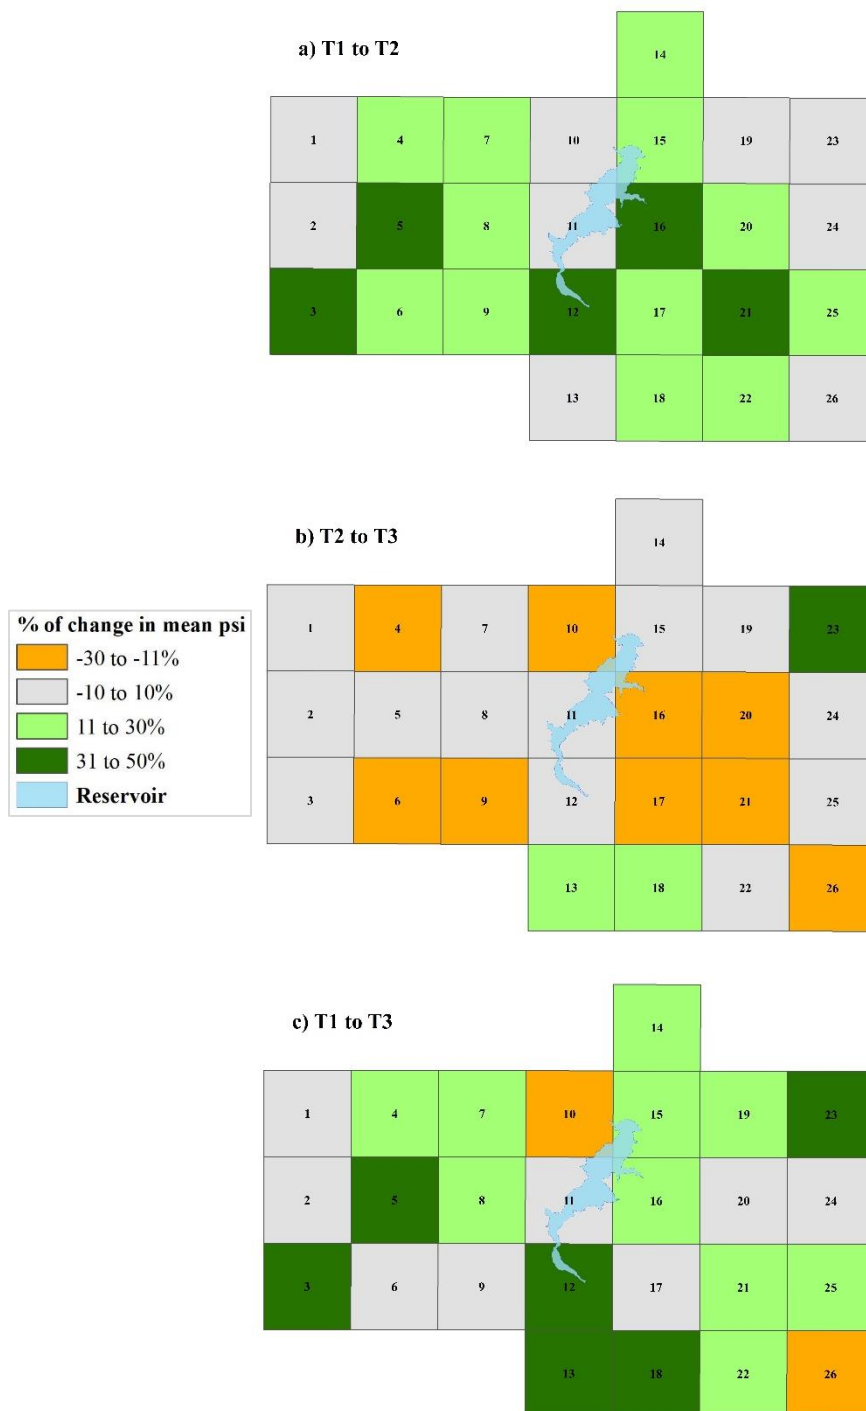 a) T1 to T2
14
1 4 7 10 15 19 23
2 5 8 11 16 20 24
3 6 9 12 17 21 25
13 18 22 26
b) T2 to T3
14
1 4 7 10 15 19 23
2 5 8 11 16 20 24
3 6 9 12 17 21 25
13 18 22 26
% of change in mean psi
-30 to -11%
-10 to 10%
11 to 30%
31 to 50%
Reservoir
c) T1 to T3
14
1 4 7 10 15 19 23
2 5 8 11 16 20 24
3 6 9 12 17 21 25
13 18 22 26